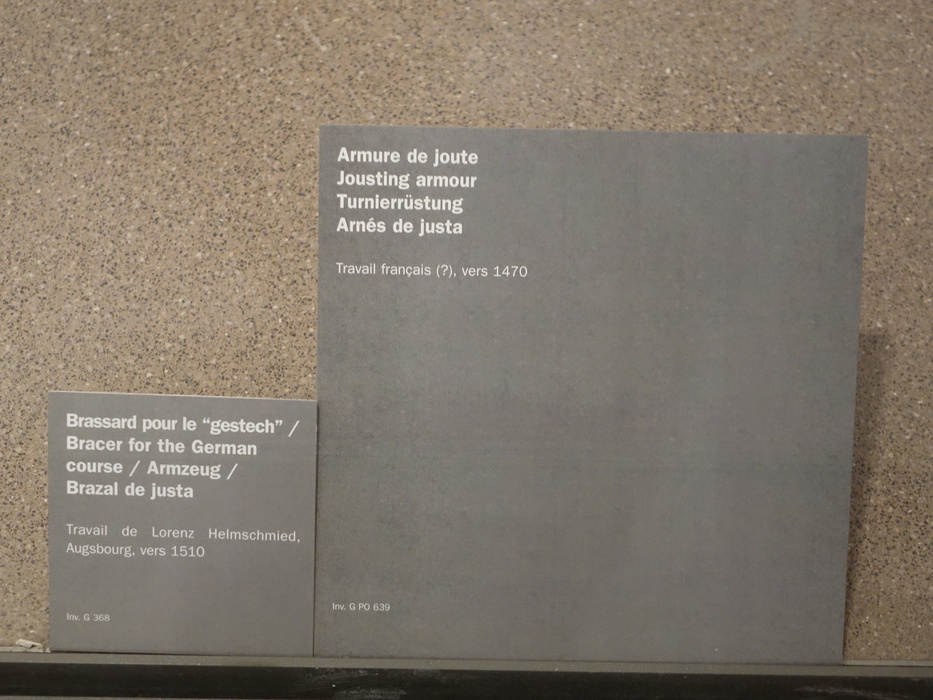 Armure de joute
Jousting armour
Turnierrüstung
Arnés de justa
Travail français (?), vers 1470
Inv. G PO 639
Brassard pour le “gestech” /
Bracer for the German
course / Armzeug /
Brazal de justa
Travail de Lorenz Helmschmied,
Augsbourg, vers 1510
Inv. G 368